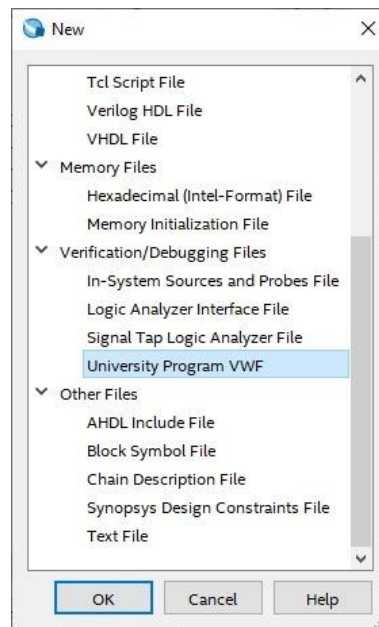 New
Tcl Script File
Verilog HDL File
VHDL File
Memory Files
Hexadecimal (Intel-Format) File
Memory Initialization File
Verification/Debugging Files
In-System Sources and Probes File
Logic Analyzer Interface File
Signal Tap Logic Analyzer File
University Program VWF
Other Files
AHDL Include File
Block Symbol File
Chain Description File
Synopsys Design Constraints File
Text File
OK Cancel Help